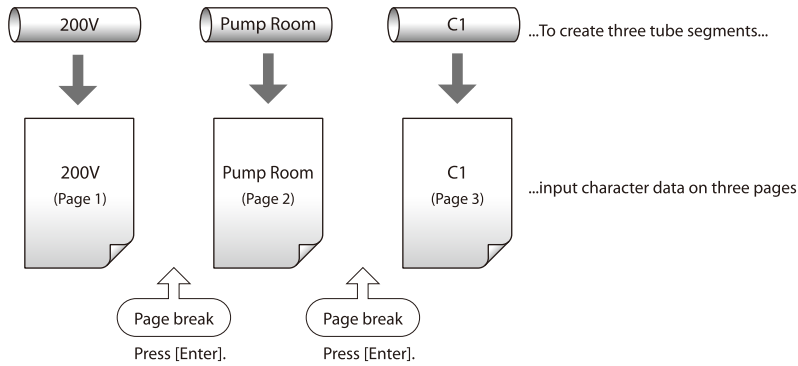 200V
Pump Room
C1
...To create three tube segments...
200V
(Page 1)
Pump Room
(Page 2)
C1
(Page 3)
...input character data on three pages
Page break
Press [Enter].
Page break
Press [Enter].